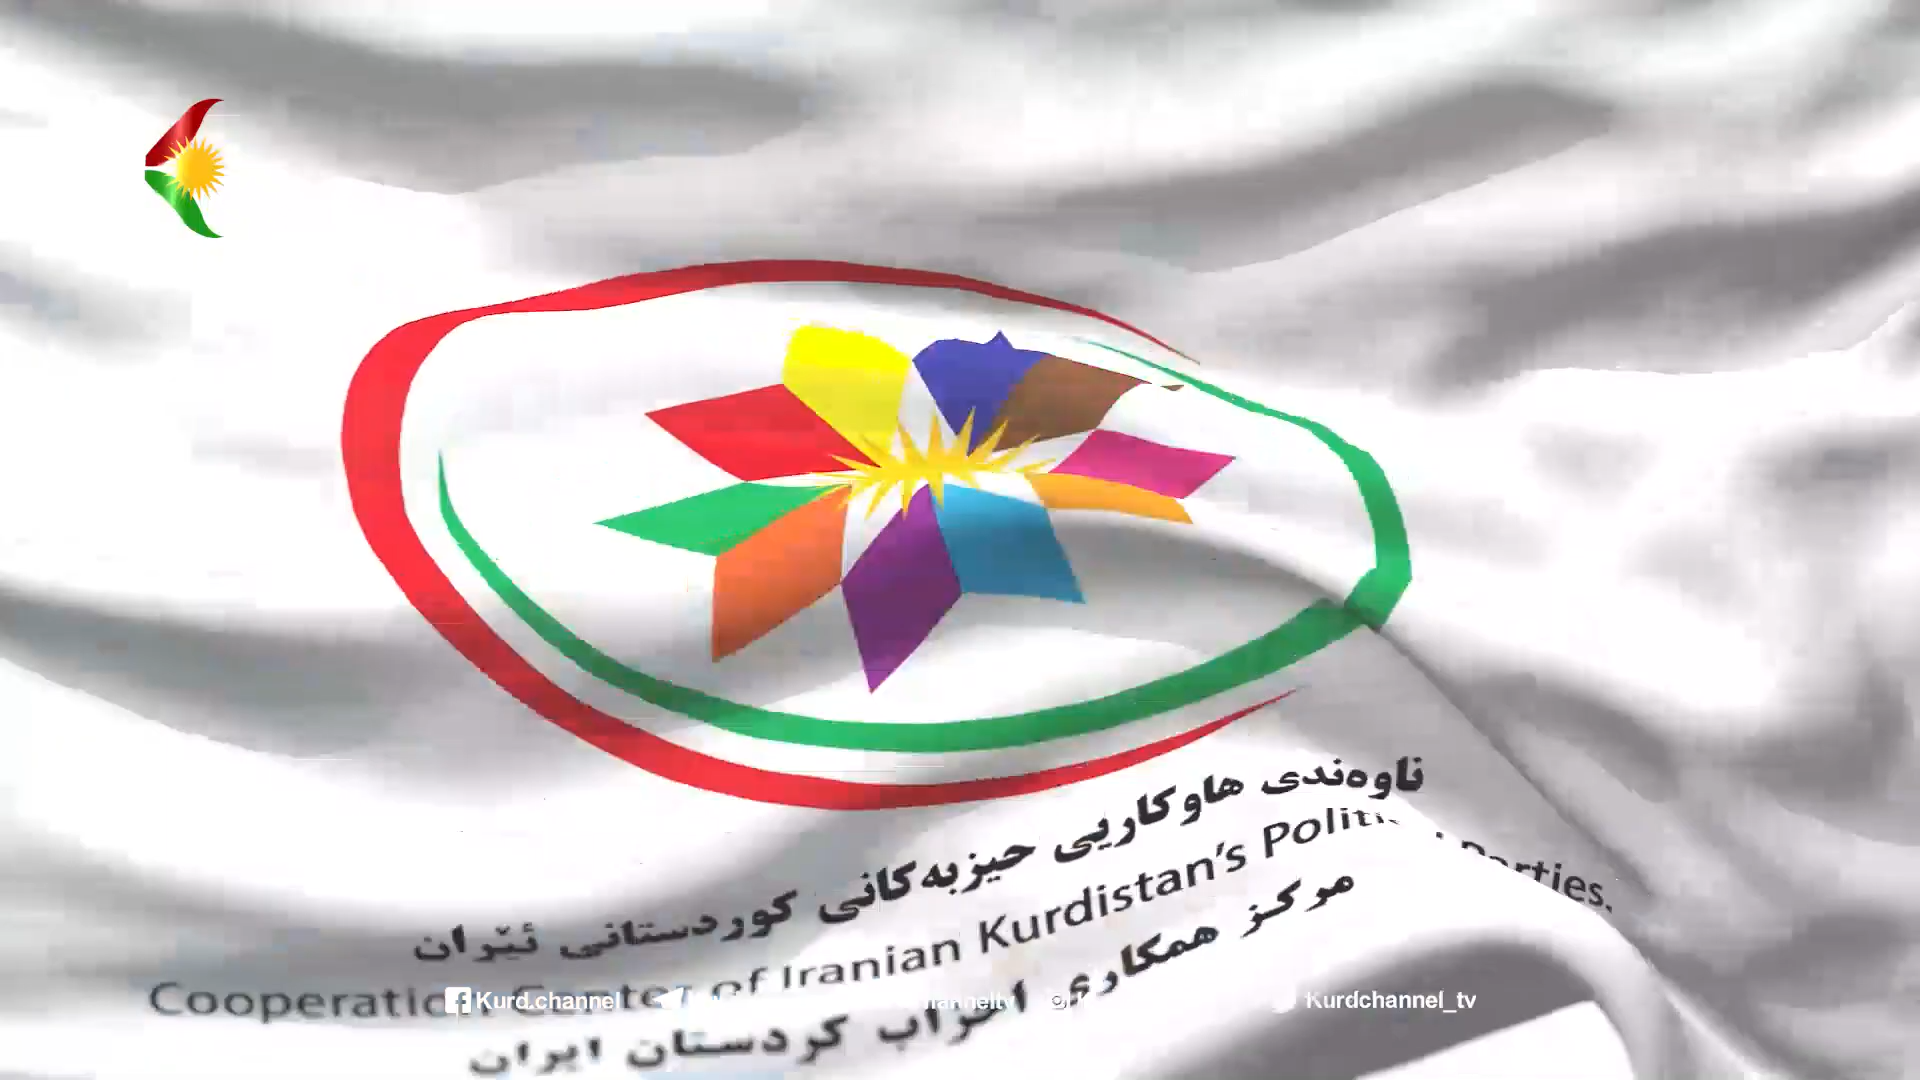 ناوەندی هاوکاریی حیزبەکانی کوردستانی ئێران
Cooperation Center of Iranian Kurdistan's Political Parties.
مرکز همکاری احزاب کردستان ایران
Kurd.channel
Kurdchannel_tv